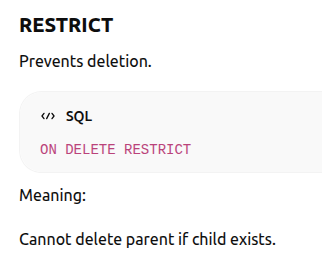 RESTRICT
Prevents deletion.
SQL
ON DELETE RESTRICT
Meaning:
Cannot delete parent if child exists.